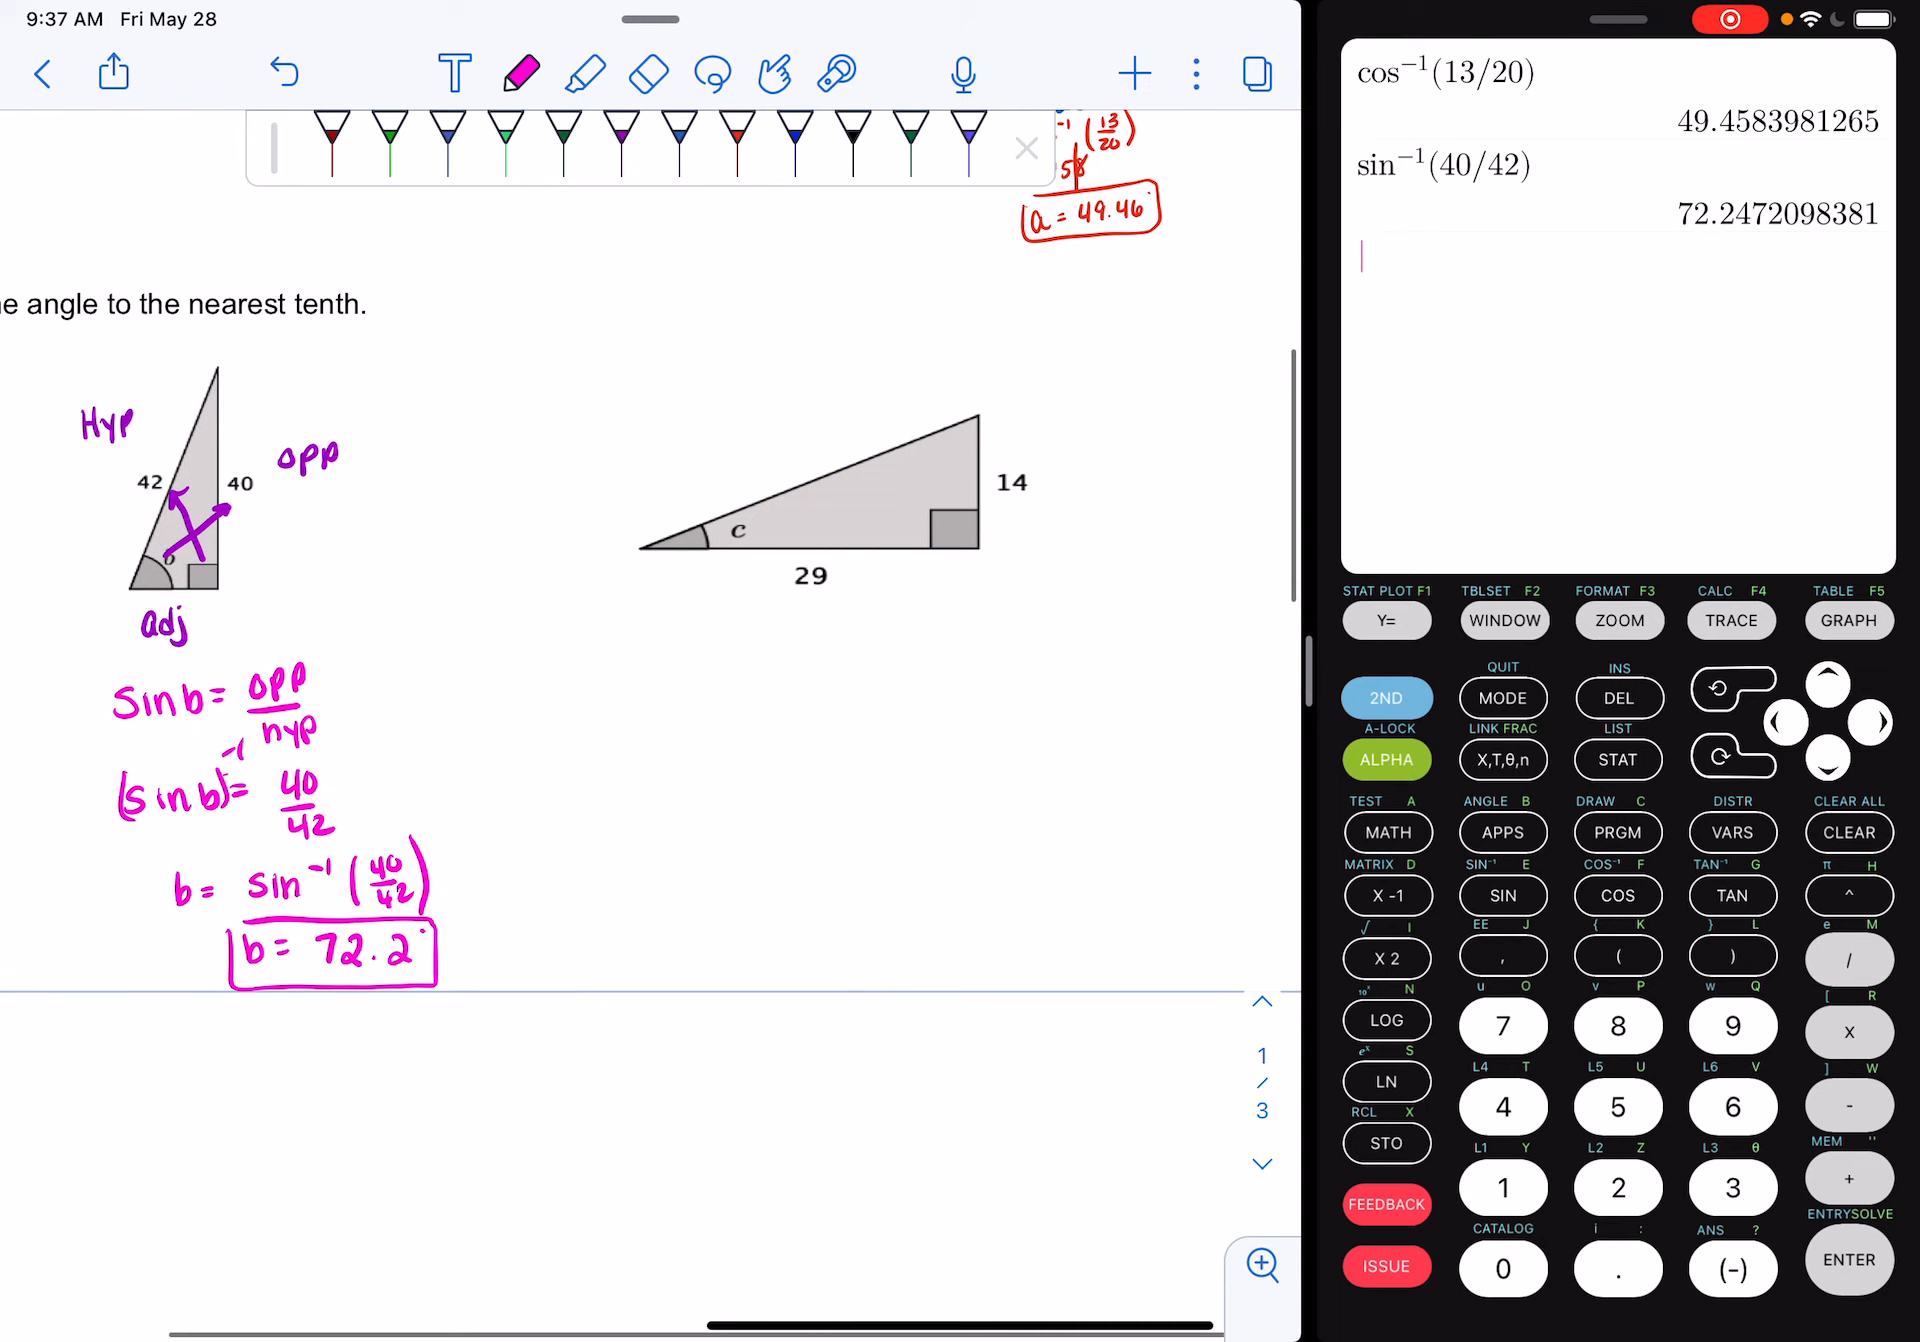 9:37 AM Fri May 28
-1 (13/20)
58
a = 49.46°
e angle to the nearest tenth.
Hyp
opp
42
40
b
adj
14
c
29
Sin b = opp/hyp
(sin b)⁻¹ = 40/42
b = sin⁻¹ (40/42)
b = 72.2°
1
/
3
cos⁻¹(13/20)
49.4583981265
sin⁻¹(40/42)
72.2472098381
STAT PLOT F1 TBLSET F2 FORMAT F3 CALC F4 TABLE F5
Y= WINDOW ZOOM TRACE GRAPH
QUIT INS
2ND MODE DEL
A-LOCK LINK FRAC LIST
ALPHA X,T,θ,n STAT
TEST A ANGLE B DRAW C DISTR CLEAR ALL
MATH APPS PRGM VARS CLEAR
MATRIX D SIN⁻¹ E COS⁻¹ F TAN⁻¹ G π H
X -1 SIN COS TAN ^
√ I EE J { K } L e M
X 2 , ( ) /
10ˣ N u O v P w Q [ R
LOG 7 8 9 X
eˣ S L4 T L5 U L6 V ] W
LN 4 5 6 -
RCL X L1 Y L2 Z L3 θ MEM "
STO 1 2 3 +
FEEDBACK
CATALOG i : ANS ? ENTRY SOLVE
ISSUE 0 . (-) ENTER